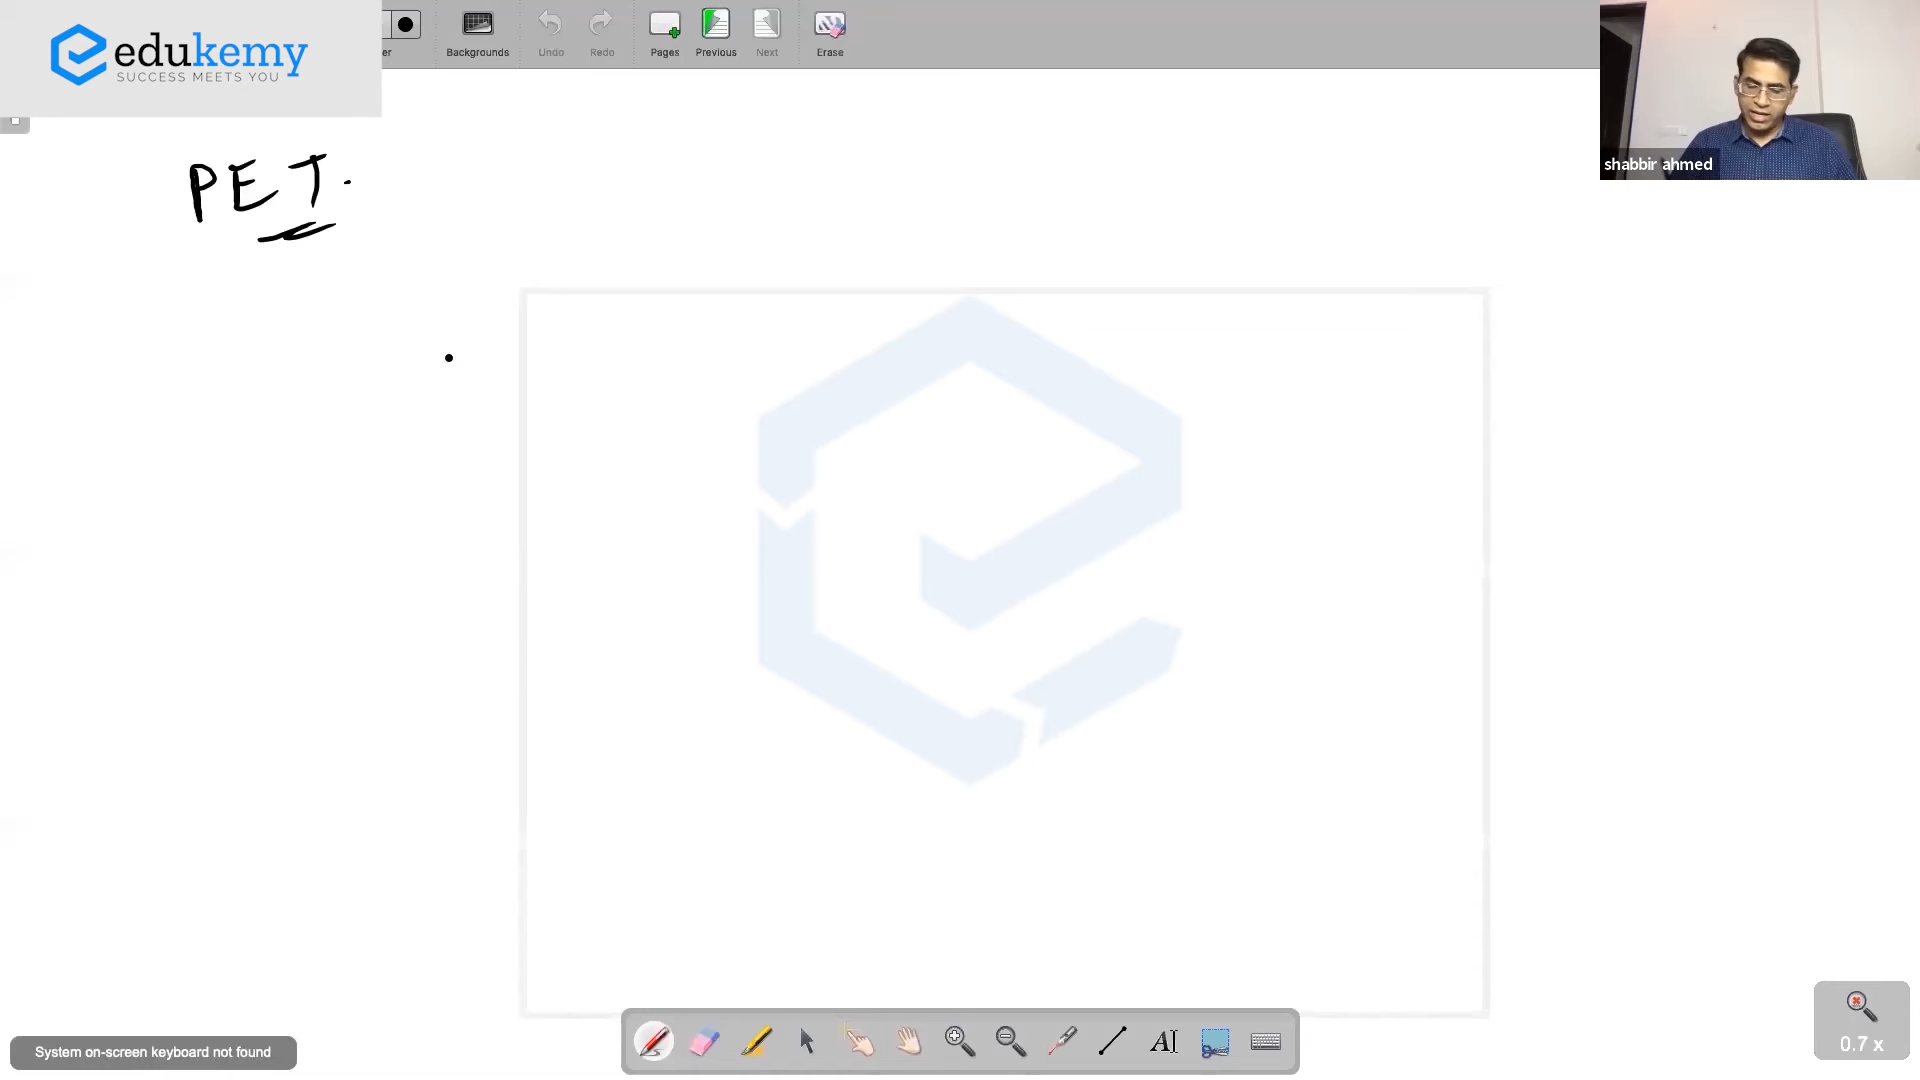 edukemy
SUCCESS MEETS YOU
er
Backgrounds
Undo
Redo
Pages
Previous
Next
Erase
shabbir ahmed
PET.
AI
System on-screen keyboard not found
0.7 x